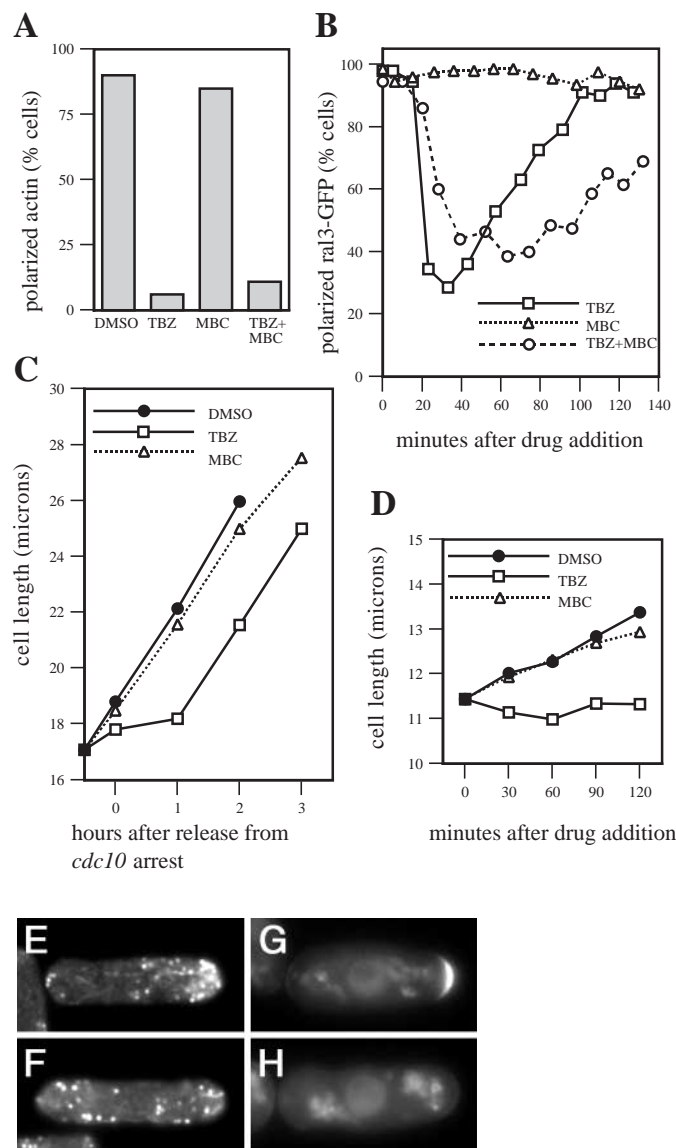 A
polarized actin (% cells)
100
75
50
25
0
DMSO TBZ MBC TBZ+ MBC
B
polarized ral3-GFP (% cells)
100
80
60
40
20
0
TBZ
MBC
TBZ+MBC
0 20 40 60 80 100 120 140
minutes after drug addition
C
cell length (microns)
30
28
26
24
22
20
18
16
DMSO
TBZ
MBC
0 1 2 3
hours after release from
cdc10 arrest
D
cell length (microns)
15
14
13
12
11
10
DMSO
TBZ
MBC
0 30 60 90 120
minutes after drug addition
E
G
F
H